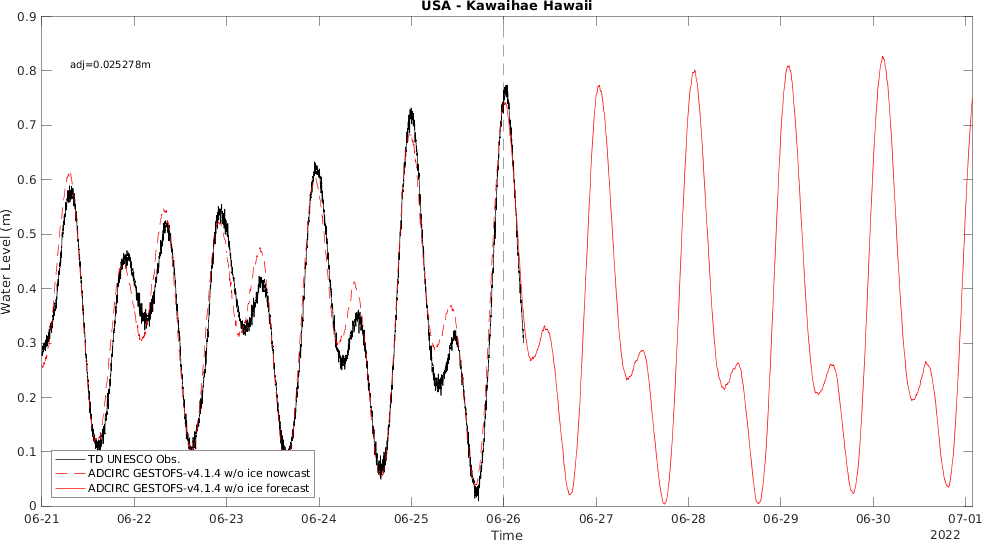 USA - Kawaihae Hawaii
adj=0.025278m
0.9
0.8
0.7
0.6
0.5
0.4
0.3
0.2
0.1
0
Water Level (m)
TD UNESCO Obs.
ADCIRC GESTOFS-v4.1.4 w/o ice nowcast
ADCIRC GESTOFS-v4.1.4 w/o ice forecast
06-21 06-22 06-23 06-24 06-25 06-26 06-27 06-28 06-29 06-30 07-01
Time
2022